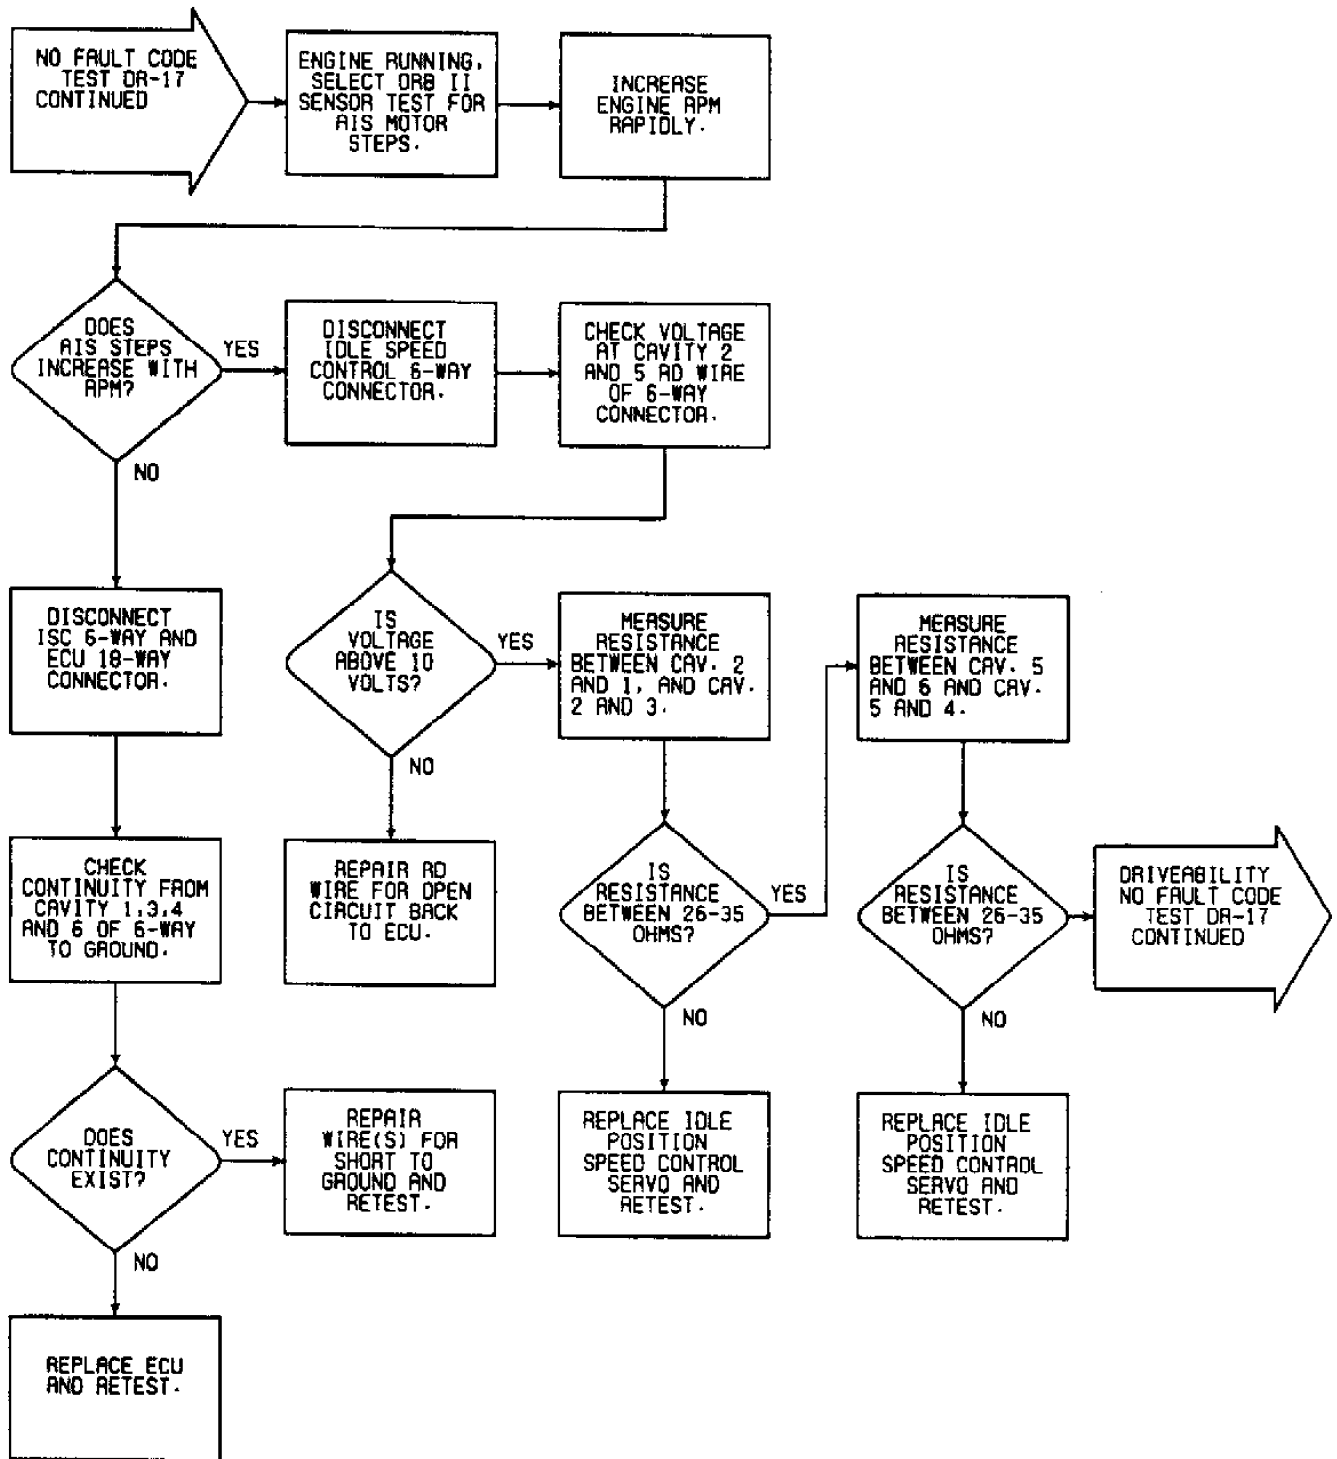 NO FAULT CODE
TEST DR-17
CONTINUED
ENGINE RUNNING,
SELECT DRB II
SENSOR TEST FOR
AIS MOTOR
STEPS.
INCREASE
ENGINE RPM
RAPIDLY.
DOES
AIS STEPS
INCREASE WITH
RPM?
YES
NO
DISCONNECT
IDLE SPEED
CONTROL 6-WAY
CONNECTOR.
CHECK VOLTAGE
AT CAVITY 2
AND 5 RD WIRE
OF 6-WAY
CONNECTOR.
DISCONNECT
ISC 6-WAY AND
ECU 18-WAY
CONNECTOR.
IS
VOLTAGE
ABOVE 10
VOLTS?
YES
NO
MEASURE
RESISTANCE
BETWEEN CAV. 2
AND 1, AND CAV.
2 AND 3.
MEASURE
RESISTANCE
BETWEEN CAV. 5
AND 6 AND CAV.
5 AND 4.
CHECK
CONTINUITY FROM
CAVITY 1,3,4
AND 6 OF 6-WAY
TO GROUND.
REPAIR RD
WIRE FOR OPEN
CIRCUIT BACK
TO ECU.
IS
RESISTANCE
BETWEEN 26-35
OHMS?
YES
NO
IS
RESISTANCE
BETWEEN 26-35
OHMS?
NO
DRIVEABILITY
NO FAULT CODE
TEST DR-17
CONTINUED
DOES
CONTINUITY
EXIST?
YES
NO
REPAIR
WIRE(S) FOR
SHORT TO
GROUND AND
RETEST.
REPLACE IDLE
POSITION
SPEED CONTROL
SERVO AND
RETEST.
REPLACE IDLE
POSITION
SPEED CONTROL
SERVO AND
RETEST.
REPLACE ECU
AND RETEST.